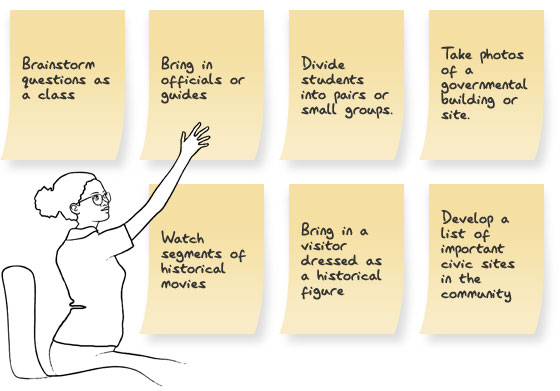 Brainstorm
questions as
a class
Bring in
officials or
guides
Divide
students
into pairs or
small groups.
Take photos
of a
governmental
building or
site.
Watch
segments of
historical
movies
Bring in a
visitor
dressed as
a historical
figure
Develop a
list of
important
civic sites
in the
community